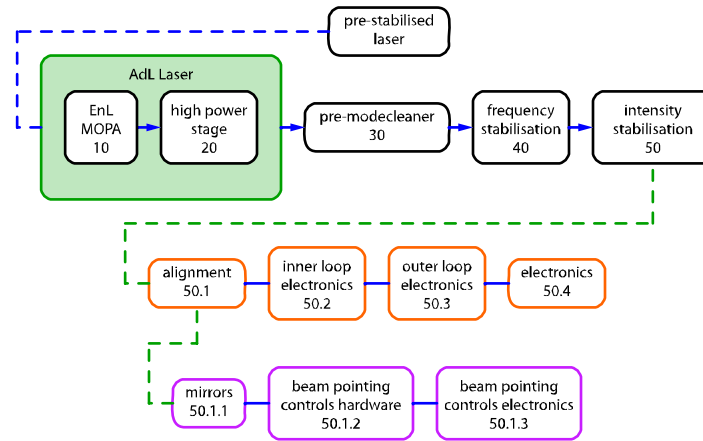 pre-stabilised
laser
AdL Laser
EnL
MOPA
10
high power
stage
20
pre-modecleaner
30
frequency
stabilisation
40
intensity
stabilisation
50
alignment
50.1
inner loop
electronics
50.2
outer loop
electronics
50.3
electronics
50.4
mirrors
50.1.1
beam pointing
controls hardware
50.1.2
beam pointing
controls electronics
50.1.3